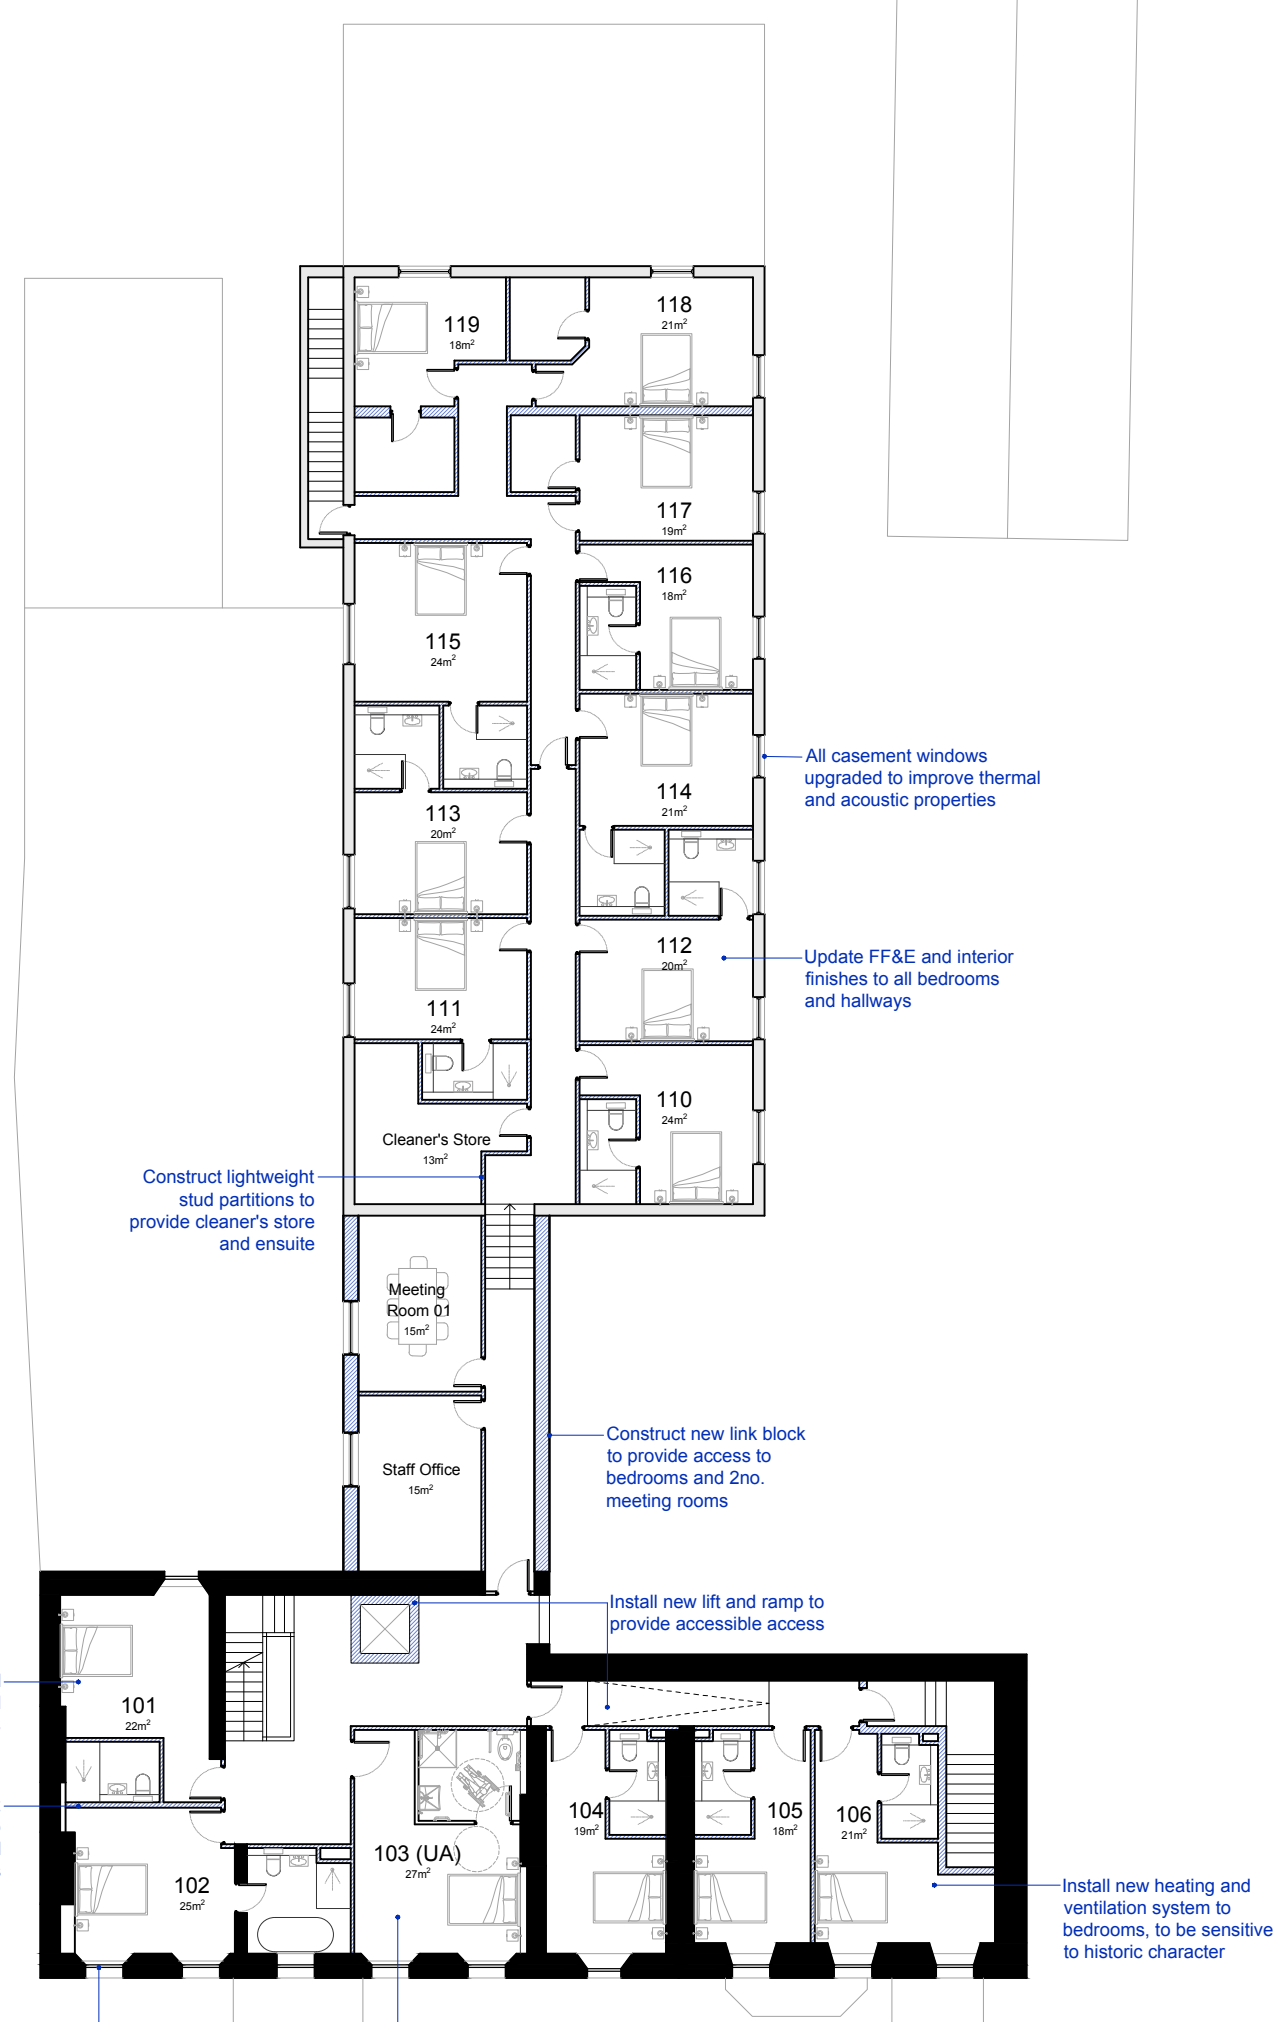 118
21m²
119
18m²
117
19m²
116
18m²
115
24m²
All casement windows
upgraded to improve thermal
and acoustic properties
114
21m²
113
20m²
112
20m²
Update FF&E and interior
finishes to all bedrooms
and hallways
111
24m²
110
24m²
Cleaner's Store
13m²
Construct lightweight
stud partitions to
provide cleaner's store
and ensuite
Meeting
Room 01
15m²
Construct new link block
to provide access to
bedrooms and 2no.
meeting rooms
Staff Office
15m²
Install new lift and ramp to
provide accessible access
101
22m²
104
19m²
105
18m²
106
21m²
103 (UA)
27m²
102
25m²
Install new heating and
ventilation system to
bedrooms, to be sensitive
to historic character